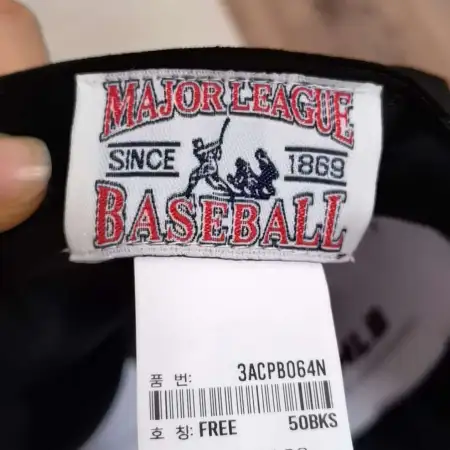 MAJOR LEAGUE
SINCE 1869
BASEBALL
품 번: 3ACPB064N
호 칭: FREE 50BKS